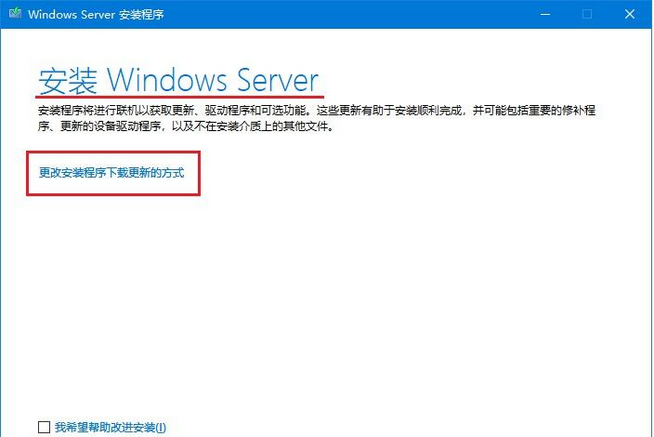 Windows Server 安装程序
安装 Windows Server
安装程序将进行联机以获取更新、驱动程序和可选功能。这些更新有助于安装顺利完成，并可能包括重要的修补程
序、更新的设备驱动程序，以及不在安装介质上的其他文件。
更改安装程序下载更新的方式
我希望帮助改进安装(I)